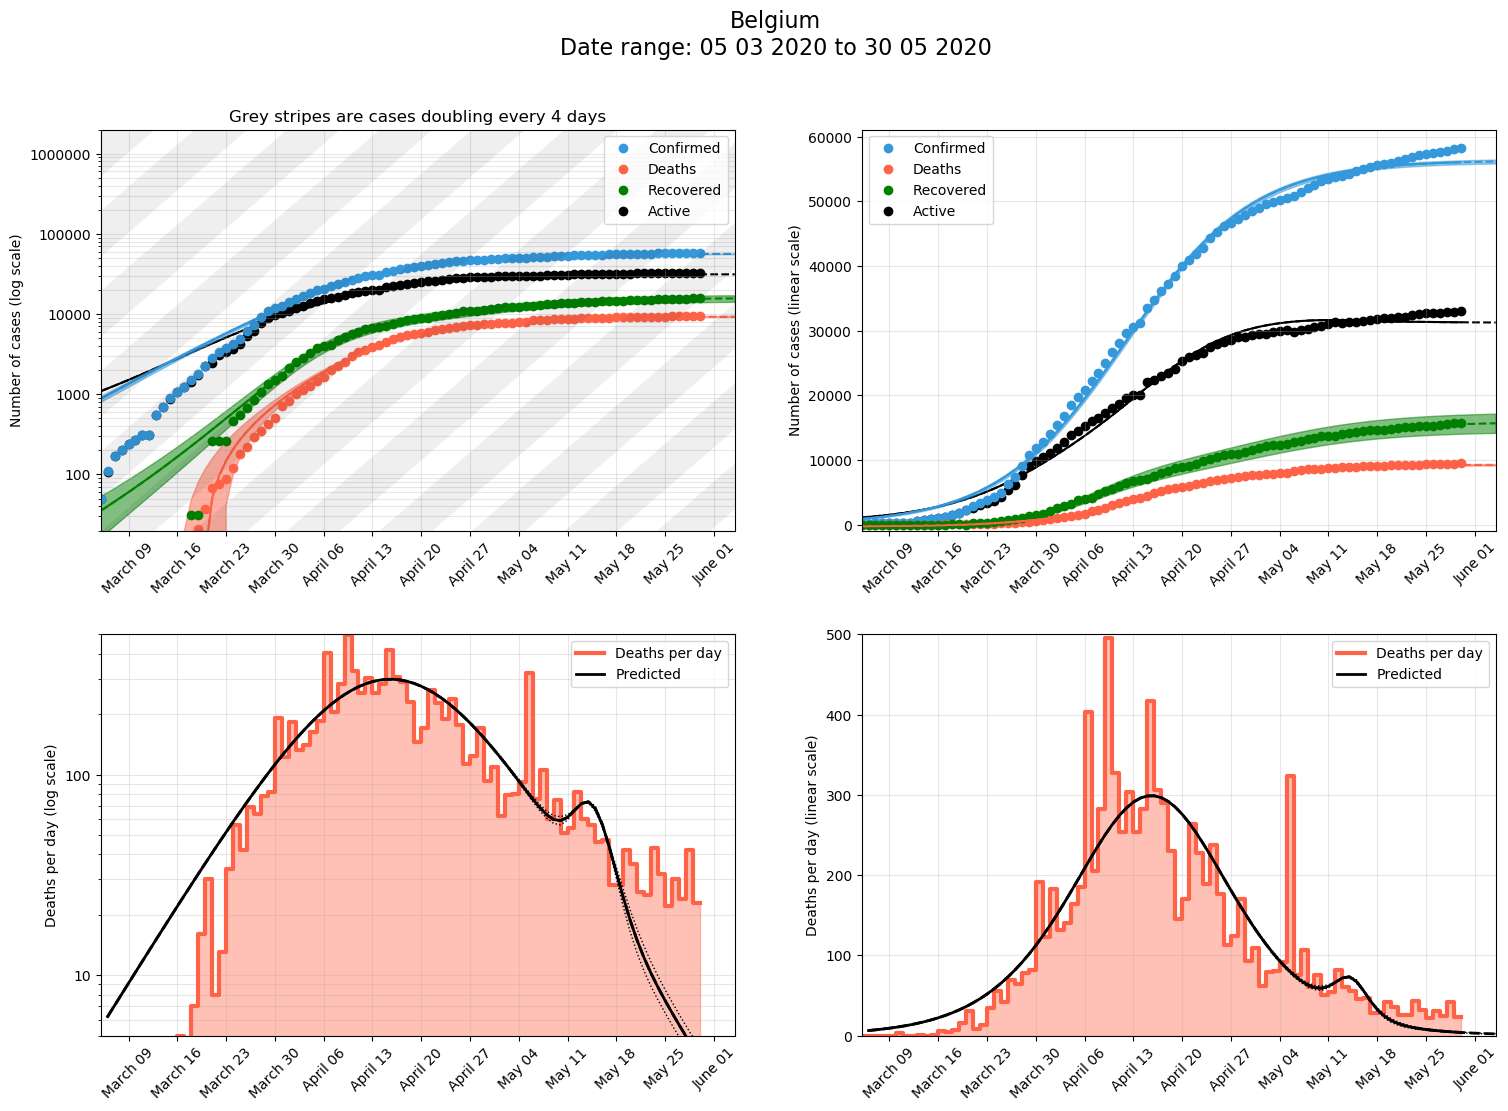 Belgium
Date range: 05 03 2020 to 30 05 2020
Grey stripes are cases doubling every 4 days
Number of cases (log scale)
1000000
100000
10000
1000
100
Confirmed
Deaths
Recovered
Active
March 09
March 16
March 23
March 30
April 06
April 13
April 20
April 27
May 04
May 11
May 18
May 25
June 01
Number of cases (linear scale)
60000
50000
40000
30000
20000
10000
0
Confirmed
Deaths
Recovered
Active
March 09
March 16
March 23
March 30
April 06
April 13
April 20
April 27
May 04
May 11
May 18
May 25
June 01
Deaths per day (log scale)
100
10
Deaths per day
Predicted
March 09
March 16
March 23
March 30
April 06
April 13
April 20
April 27
May 04
May 11
May 18
May 25
June 01
Deaths per day (linear scale)
500
400
300
200
100
0
Deaths per day
Predicted
March 09
March 16
March 23
March 30
April 06
April 13
April 20
April 27
May 04
May 11
May 18
May 25
June 01